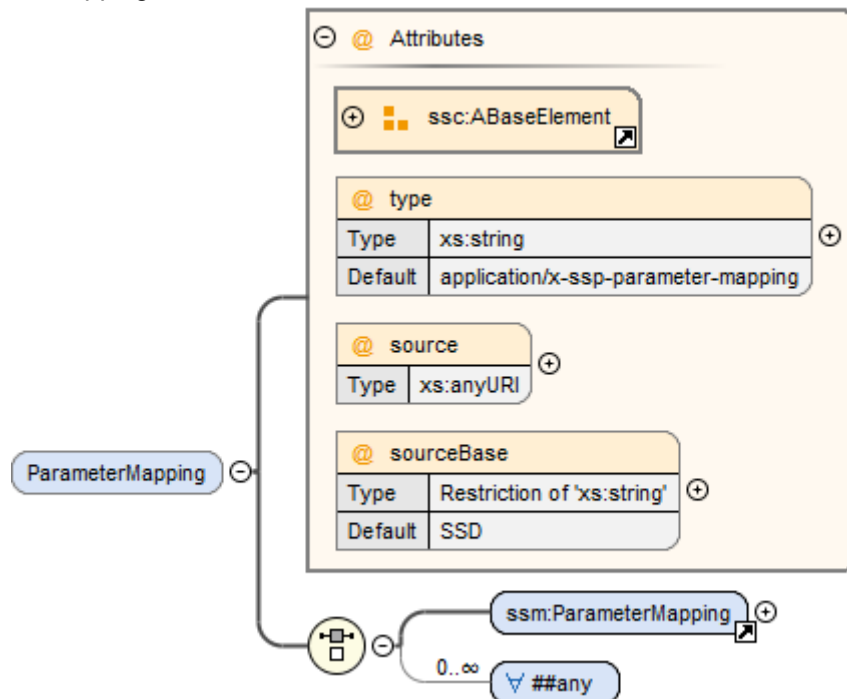 @ Attributes
ssc:ABaseElement
@ type
Type xs:string
Default application/x-ssp-parameter-mapping
@ source
Type xs:anyURI
@ sourceBase
Type Restriction of 'xs:string'
Default SSD
ParameterMapping
ssm:ParameterMapping
0..∞
∀ ##any